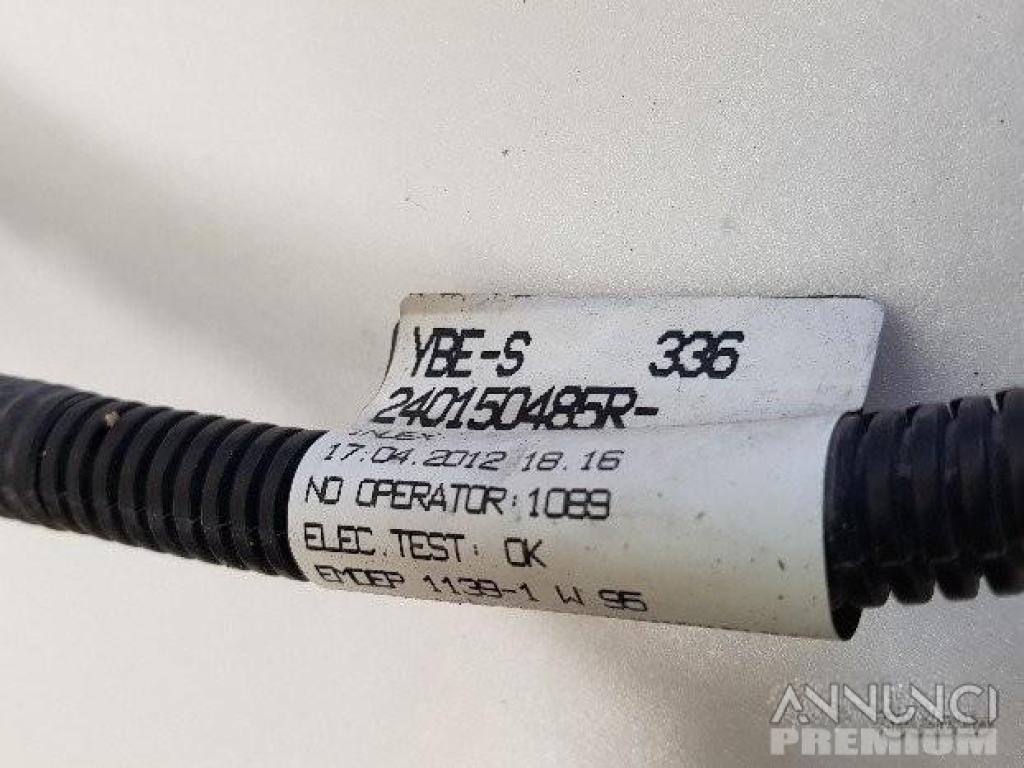 YBE-S 336
240150485R-
17.04.2012 18.16
NO OPERATOR:1089
ELEC.TEST: OK
EMDEP 1139-1 W 95
ANNUNCI
PREMIUM